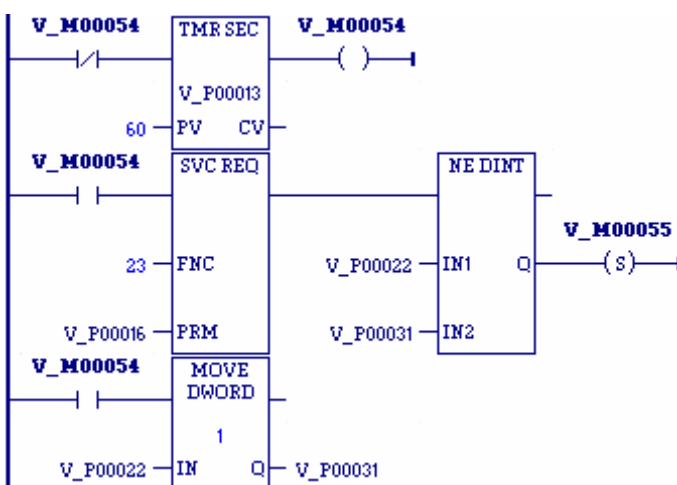 V_M00054 TMR SEC V_M00054
V_P00013
60 PV CV
V_M00054 SVC REQ NE DINT
V_M00055
23 FNC V_P00022 IN1 Q (S)
V_P00016 PRM V_P00031 IN2
V_M00054 MOVE
DWORD
1
V_P00022 IN Q V_P00031